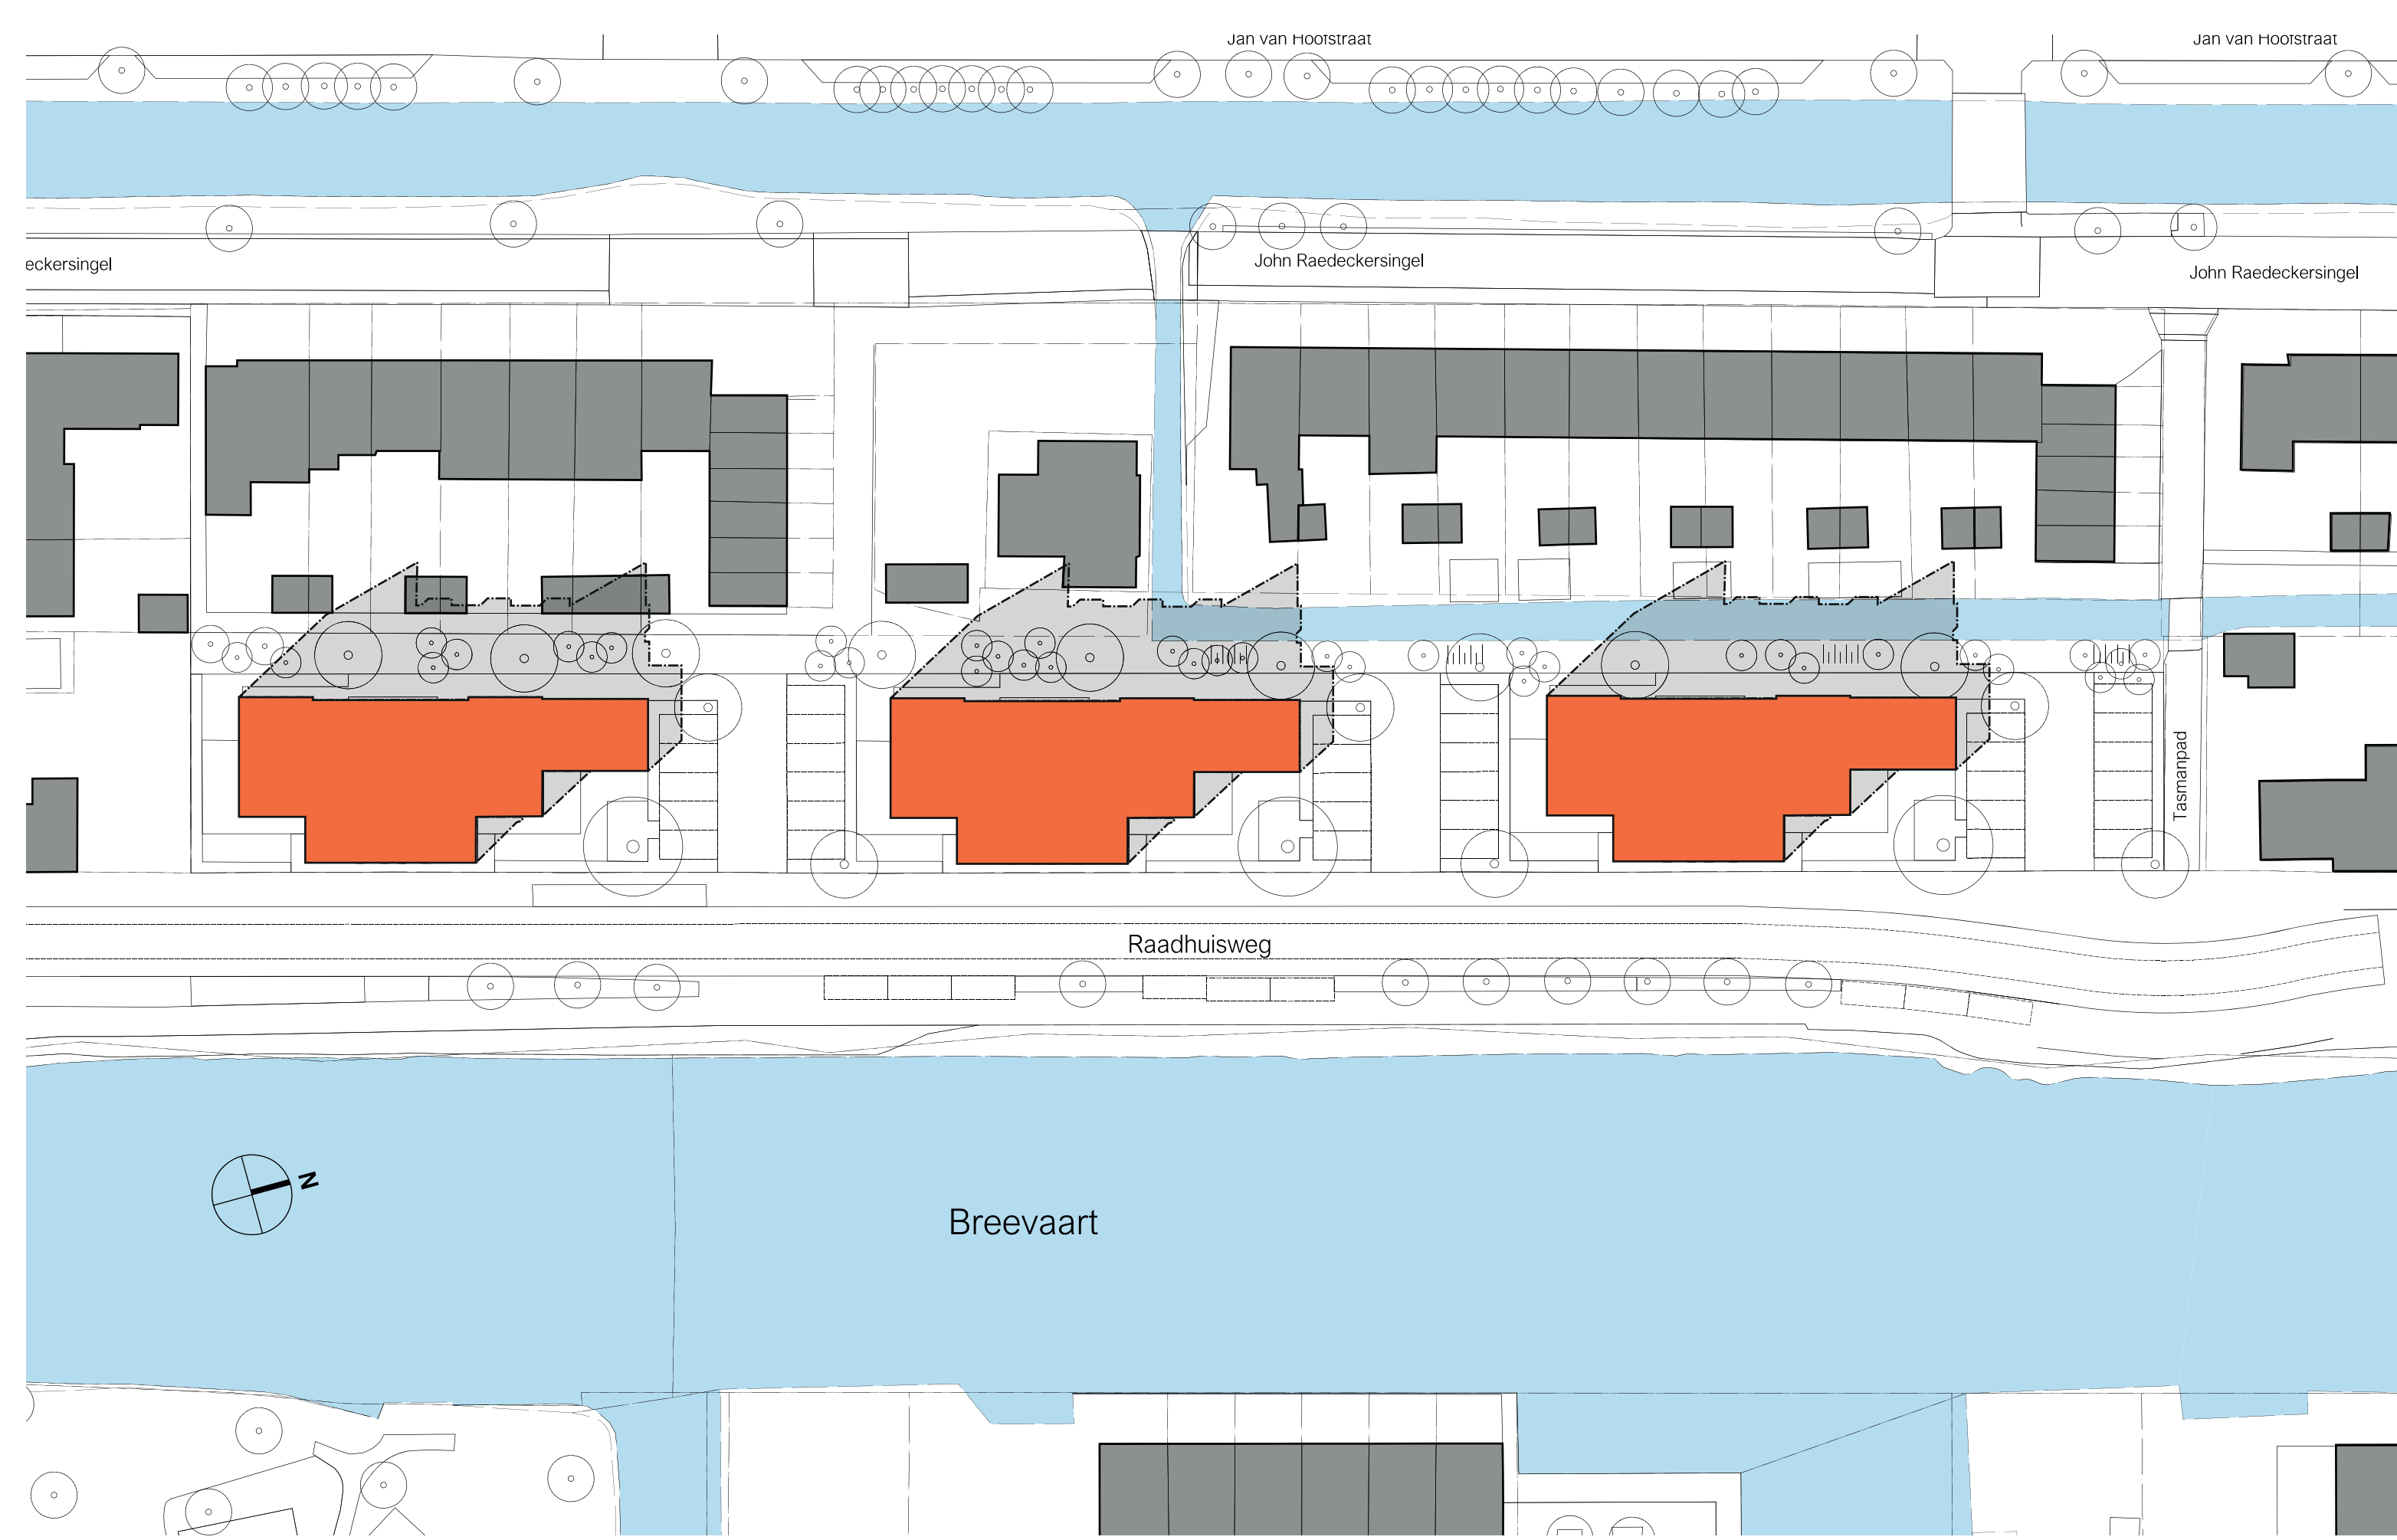 Jan van Hoofstraat
Jan van Hoofstraat
eckersingel
John Raedeckersingel
John Raedeckersingel
Tasmanpad
Raadhuisweg
N
Breevaart